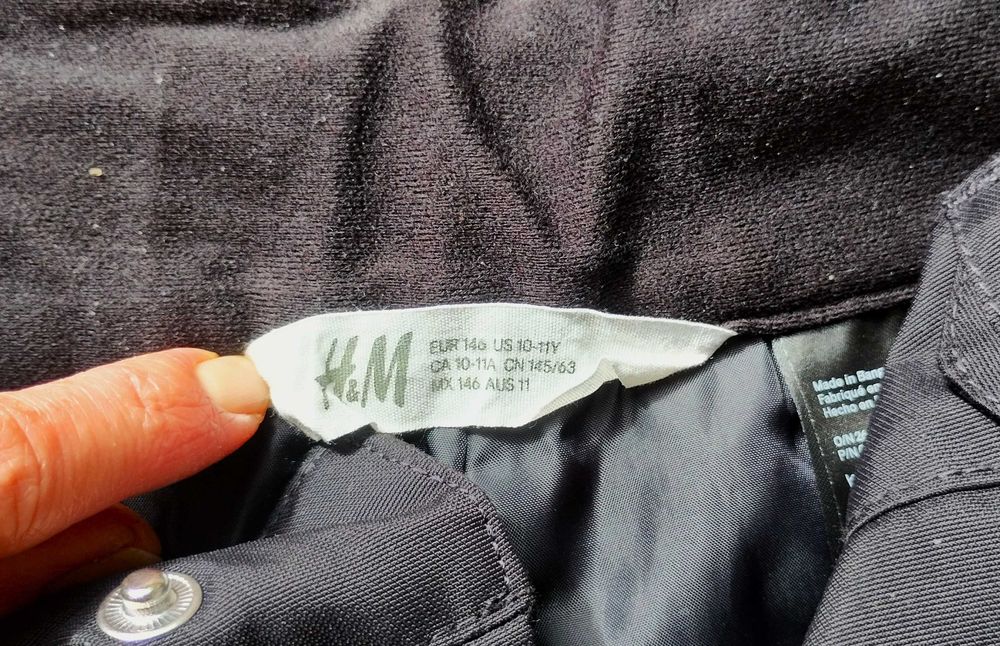 H&M
EUR 146 US 10-11Y
CA 10-11A CN 145/63
MX 146 AUS 11
Made in Bang
Fabriqué en
Hecho en
O/N
P/N